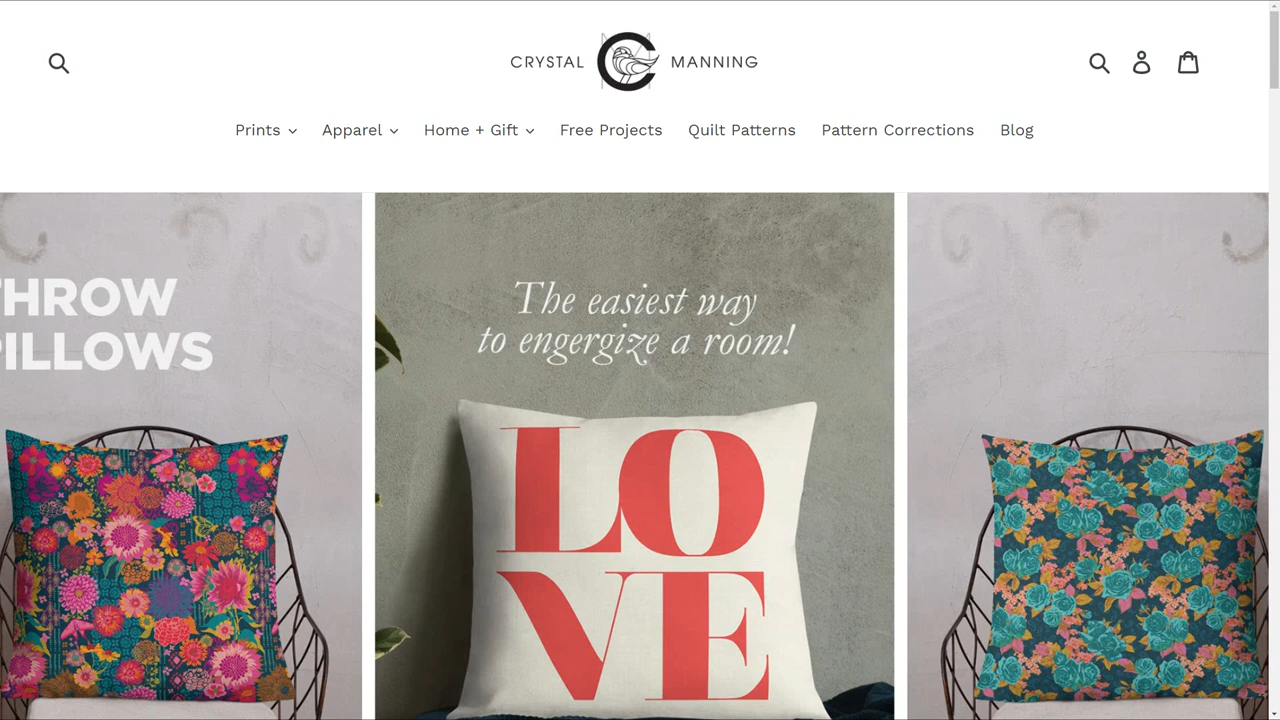 CRYSTAL MANNING
Prints Apparel Home + Gift Free Projects Quilt Patterns Pattern Corrections Blog
THROW
PILLOWS
The easiest way
to engergize a room!
LO
VE